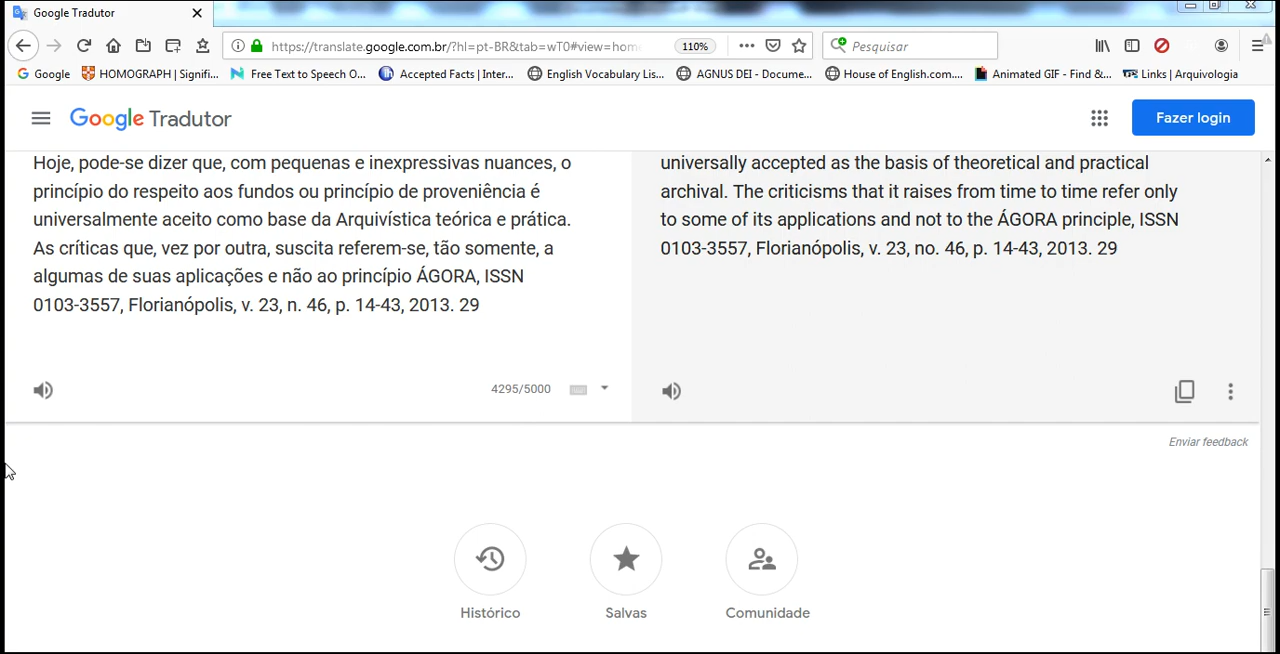 Google Tradutor
https://translate.google.com.br/?hl=pt-BR&tab=wT0#view=hom
110%
Pesquisar
Google
HOMOGRAPH | Signifi...
Free Text to Speech O...
Accepted Facts | Inter...
English Vocabulary Lis...
AGNUS DEI - Docume...
House of English.com....
Animated GIF - Find &...
Links | Arquivologia
Google Tradutor
Fazer login
Hoje, pode-se dizer que, com pequenas e inexpressivas nuances, o
princípio do respeito aos fundos ou princípio de proveniência é
universalmente aceito como base da Arquivística teórica e prática.
As críticas que, vez por outra, suscita referem-se, tão somente, a
algumas de suas aplicações e não ao princípio ÁGORA, ISSN
0103-3557, Florianópolis, v. 23, n. 46, p. 14-43, 2013. 29
4295/5000
universally accepted as the basis of theoretical and practical
archival. The criticisms that it raises from time to time refer only
to some of its applications and not to the ÁGORA principle, ISSN
0103-3557, Florianópolis, v. 23, no. 46, p. 14-43, 2013. 29
Enviar feedback
Histórico
Salvas
Comunidade